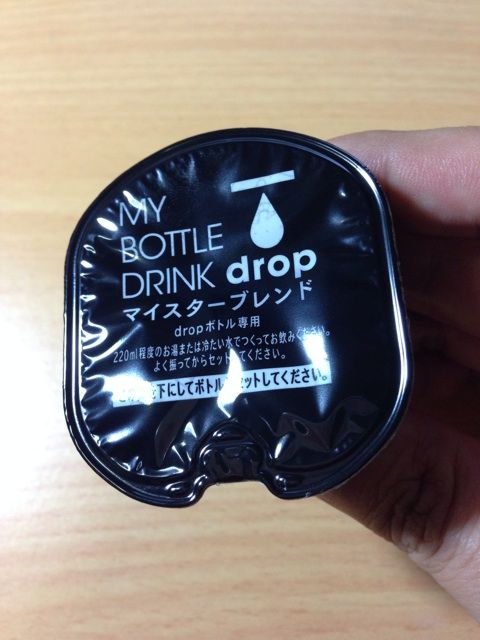 MY
BOTTLE
DRINK drop
マイスターブレンド
dropボトル専用
220ml程度のお湯または冷たい水でつくってお飲みください。
よく振ってからセットしてください。
下にしてボトル セットしてください。